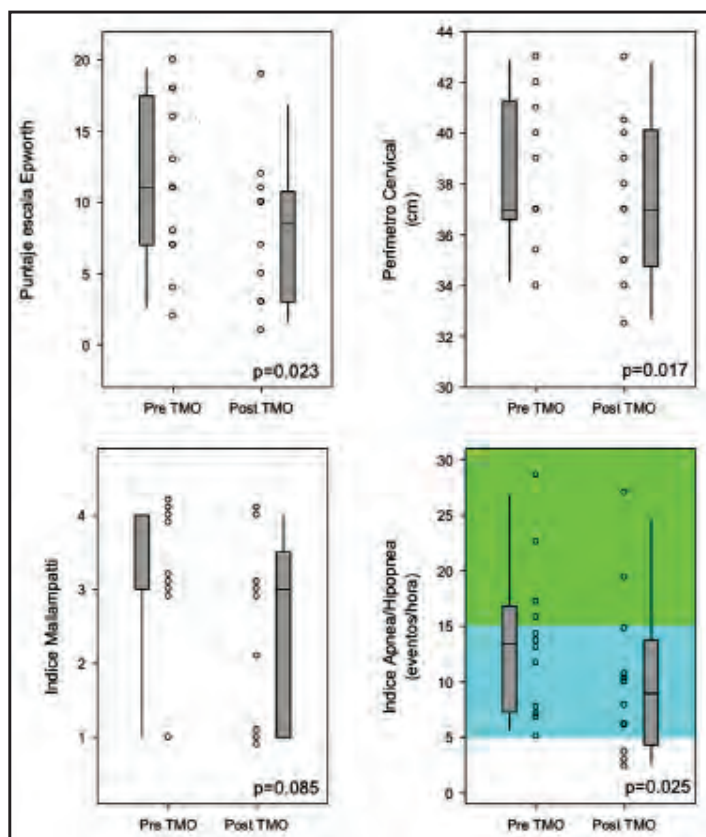 Puntaje escala Epworth
20
15
10
5
0
p=0.023
Pre TMO
Post TMO
Perímetro Cervical
(cm)
44
42
40
38
36
34
32
30
p=0.017
Pre TMO
Post TMO
Indice Mallampatti
4
3
2
1
p=0.085
Pre TMO
Post TMO
Indice Apnea/Hipopnea
(eventos/hora)
30
25
20
15
10
5
0
p=0.025
Pre TMO
Post TMO